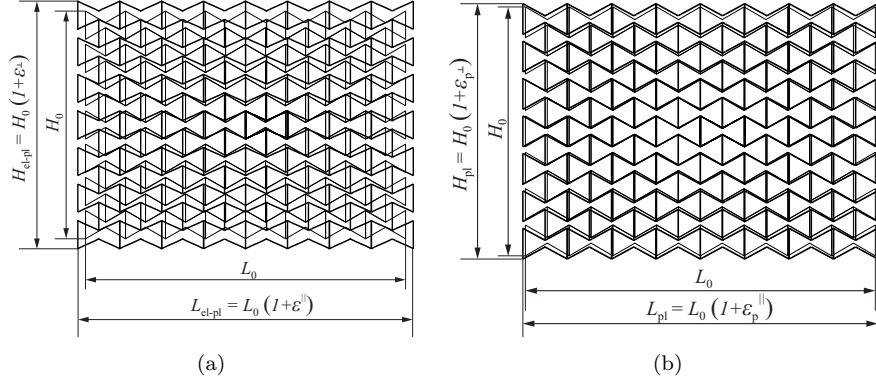 H_el-pl = H_0 (1+ε^⊥)
H_0
L_0
L_el-pl = L_0 (1+ε^||)
(a)
H_pl = H_0 (1+ε_p^⊥)
H_0
L_0
L_pl = L_0 (1+ε_p^||)
(b)